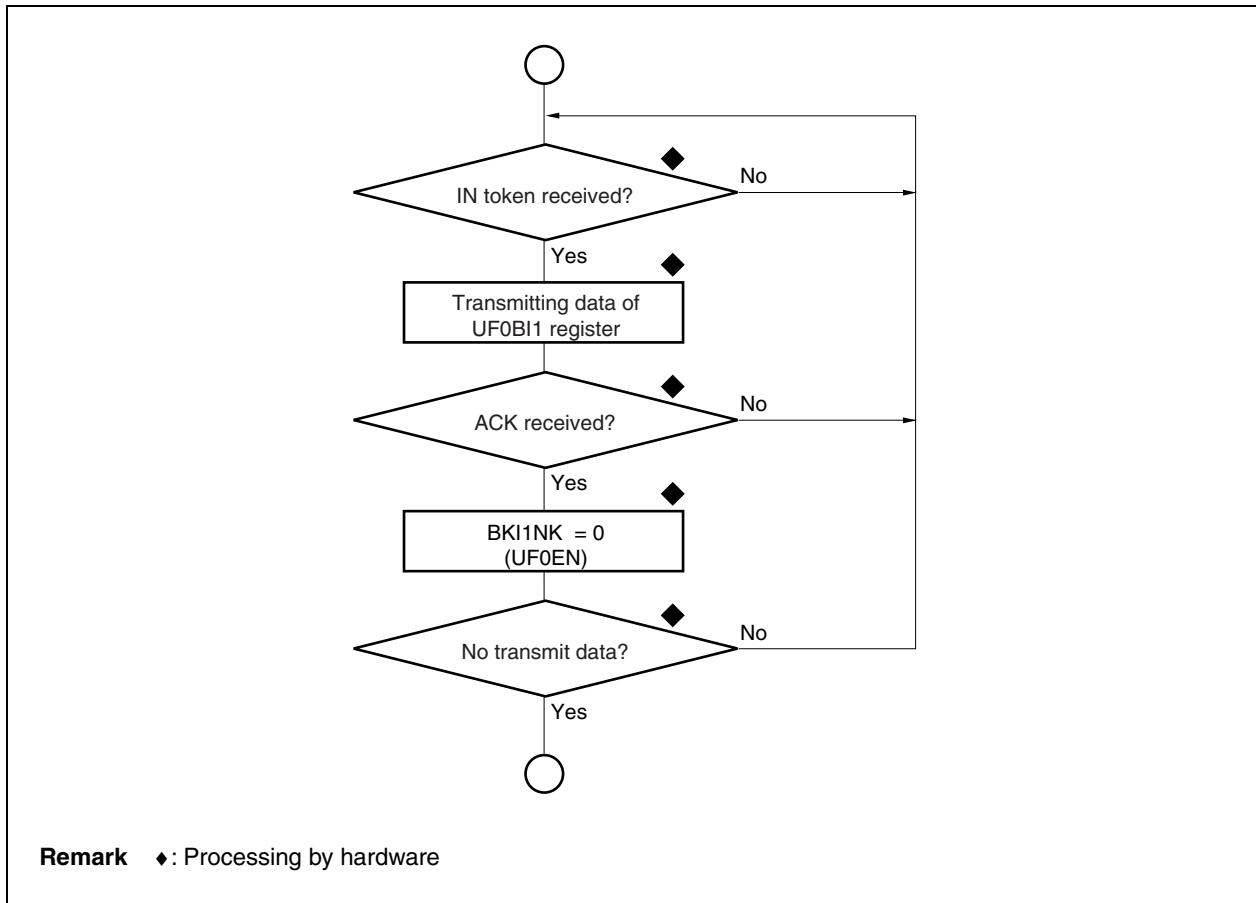 IN token received?
No
Yes
Transmitting data of
UF0BI1 register
ACK received?
No
Yes
BKI1NK = 0
(UF0EN)
No transmit data?
No
Yes
Remark ♦: Processing by hardware